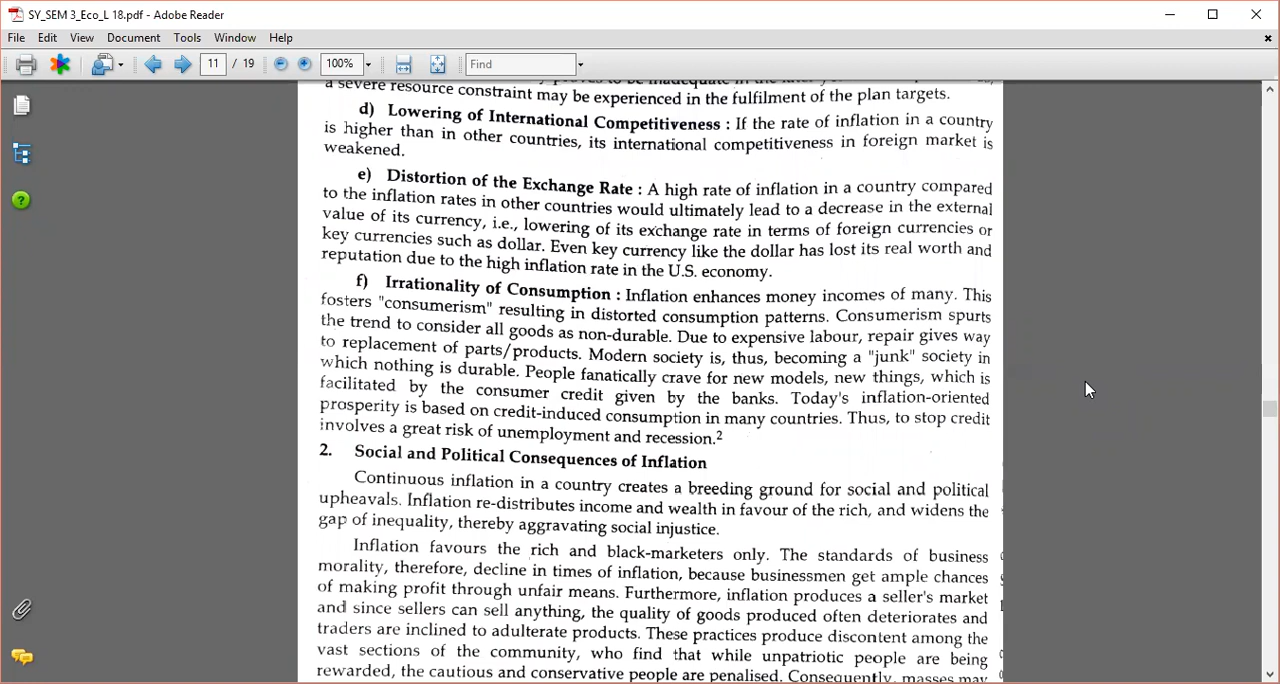 SY_SEM 3_Eco_L 18.pdf - Adobe Reader
File Edit View Document Tools Window Help
11 / 19 100% Find
a severe resource constraint may be experienced in the fulfilment of the plan targets.
d) Lowering of International Competitiveness : If the rate of inflation in a country
is higher than in other countries, its international competitiveness in foreign market is
weakened.
e) Distortion of the Exchange Rate : A high rate of inflation in a country compared
to the inflation rates in other countries would ultimately lead to a decrease in the external
value of its currency, i.e., lowering of its exchange rate in terms of foreign currencies or
key currencies such as dollar. Even key currency like the dollar has lost its real worth and
reputation due to the high inflation rate in the U.S. economy.
f) Irrationality of Consumption : Inflation enhances money incomes of many. This
fosters "consumerism" resulting in distorted consumption patterns. Consumerism spurts
the trend to consider all goods as non-durable. Due to expensive labour, repair gives way
to replacement of parts/products. Modern society is, thus, becoming a "junk" society in
which nothing is durable. People fanatically crave for new models, new things, which is
facilitated by the consumer credit given by the banks. Today's inflation-oriented
prosperity is based on credit-induced consumption in many countries. Thus, to stop credit
involves a great risk of unemployment and recession.2
2. Social and Political Consequences of Inflation
Continuous inflation in a country creates a breeding ground for social and political
upheavals. Inflation re-distributes income and wealth in favour of the rich, and widens the
gap of inequality, thereby aggravating social injustice.
Inflation favours the rich and black-marketers only. The standards of business
morality, therefore, decline in times of inflation, because businessmen get ample chances
of making profit through unfair means. Furthermore, inflation produces a seller's market
and since sellers can sell anything, the quality of goods produced often deteriorates and
traders are inclined to adulterate products. These practices produce discontent among the
vast sections of the community, who find that while unpatriotic people are being
rewarded, the cautious and conservative people are penalised. Consequently, masses may